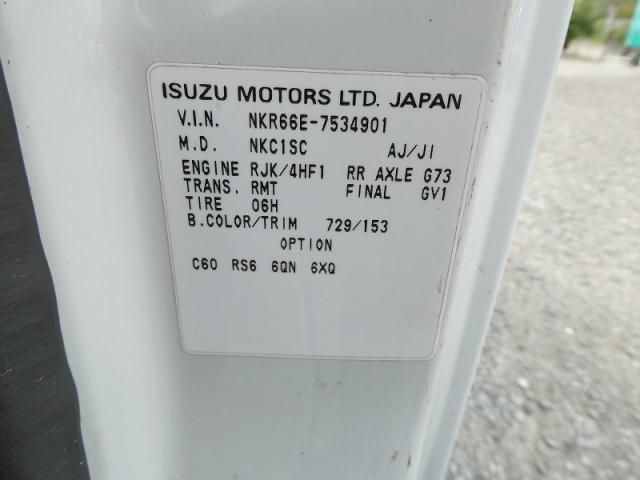 ISUZU MOTORS LTD. JAPAN
V.I.N. NKR66E-7534901
M.D. NKC1SC AJ/JI
ENGINE RJK/4HF1 RR AXLE G73
TRANS. RMT FINAL GV1
TIRE 06H
B.COLOR/TRIM 729/153
OPTION
C60 RS6 6QN 6XQ